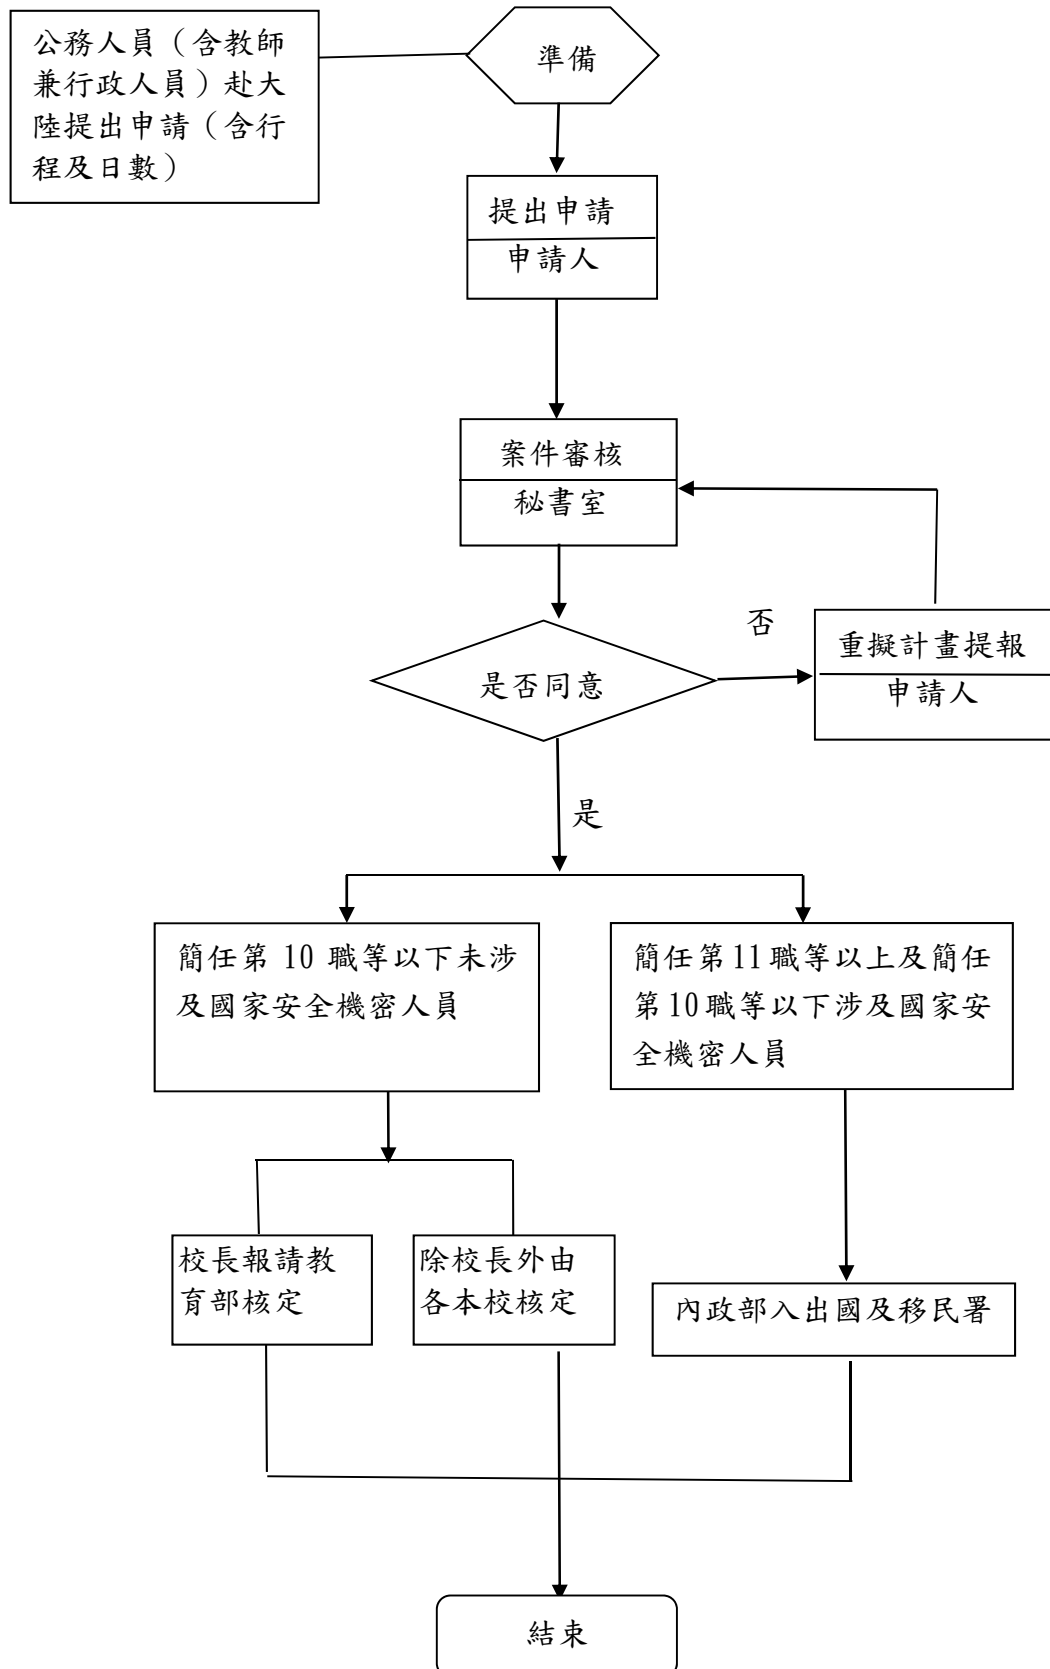 公務人員（含教師
兼行政人員）赴大
陸提出申請（含行
程及日數）
準備
提出申請
申請人
案件審核
秘書室
是否同意
否
重擬計畫提報
申請人
是
簡任第 10 職等以下未涉
及國家安全機密人員
簡任第11職等以上及簡任
第10職等以下涉及國家安
全機密人員
校長報請教
育部核定
除校長外由
各本校核定
內政部入出國及移民署
結束